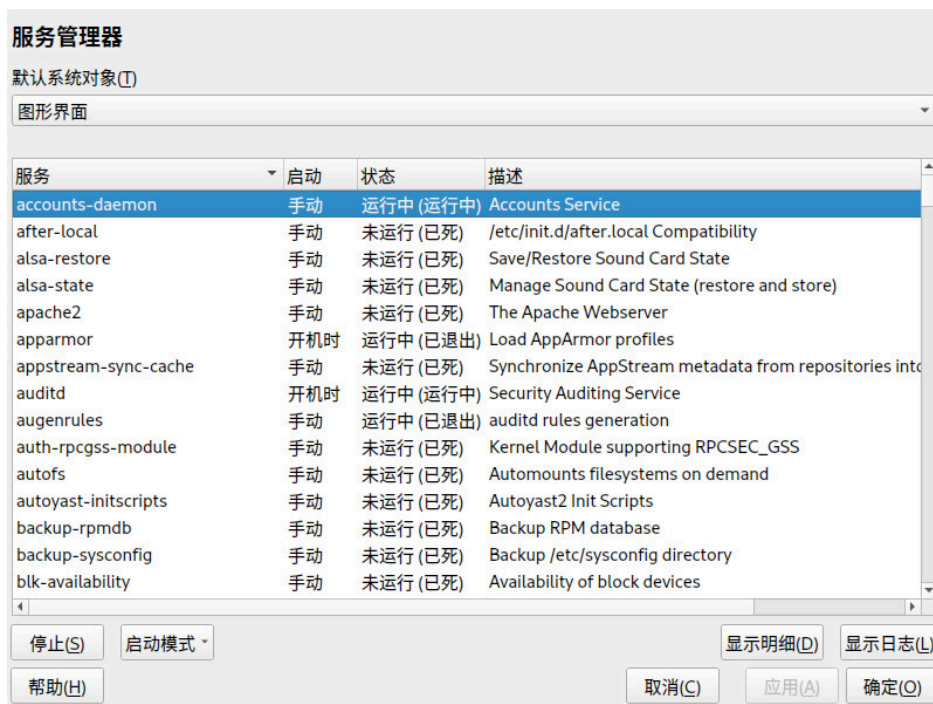 服务管理器
默认系统对象(T)
图形界面
服务 启动 状态 描述
accounts-daemon 手动 运行中 (运行中) Accounts Service
after-local 手动 未运行 (已死) /etc/init.d/after.local Compatibility
alsa-restore 手动 未运行 (已死) Save/Restore Sound Card State
alsa-state 手动 未运行 (已死) Manage Sound Card State (restore and store)
apache2 手动 未运行 (已死) The Apache Webserver
apparmor 开机时 运行中 (已退出) Load AppArmor profiles
appstream-sync-cache 手动 未运行 (已死) Synchronize AppStream metadata from repositories into
auditd 开机时 运行中 (运行中) Security Auditing Service
augenrules 手动 运行中 (已退出) auditd rules generation
auth-rpcgss-module 手动 未运行 (已死) Kernel Module supporting RPCSEC_GSS
autofs 手动 未运行 (已死) Automounts filesystems on demand
autoyast-initscripts 手动 未运行 (已死) Autoyast2 Init Scripts
backup-rpmdb 手动 未运行 (已死) Backup RPM database
backup-sysconfig 手动 未运行 (已死) Backup /etc/sysconfig directory
blk-availability 手动 未运行 (已死) Availability of block devices
停止(S) 启动模式 显示明细(D) 显示日志(L)
帮助(H) 取消(C) 应用(A) 确定(O)